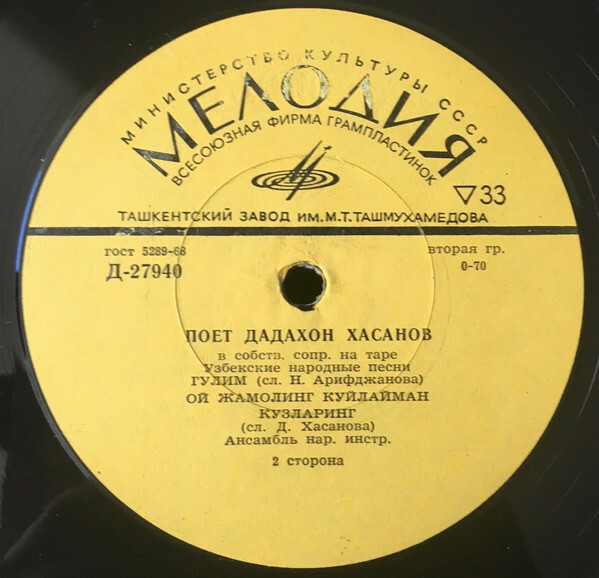 МИНИСТЕРСТВО КУЛЬТУРЫ СССР
МЕЛОДИЯ
ВСЕСОЮЗНАЯ ФИРМА ГРАМПЛАСТИНОК
▽33
ТАШКЕНТСКИЙ ЗАВОД ИМ.М.Т.ТАШМУХАМЕДОВА
гост 5289-68
вторая гр.
Д-27940
0-70
ПОЕТ ДАДАХОН ХАСАНОВ
в собств. сопр. на таре
Узбекские народные песни
ГУЛИМ (сл. Н. Арифджанова)
ОЙ ЖАМОЛИНГ КУЙЛАЙМАН
КУЗЛАРИНГ
(сл. Д. Хасанова)
Ансамбль нар. инстр.
2 сторона